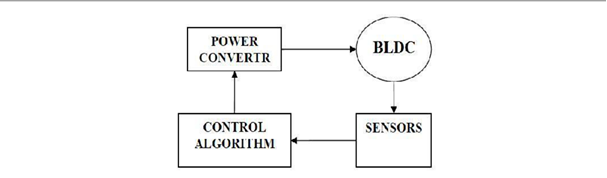 POWER
CONVERTR
BLDC
CONTROL
ALGORITHM
SENSORS